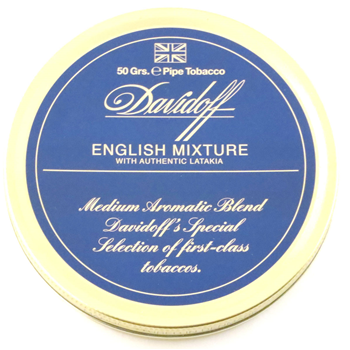 50 Grs. ℮ Pipe Tobacco
Davidoff
ENGLISH MIXTURE
WITH AUTHENTIC LATAKIA
Medium Aromatic Blend
Davidoff's Special
Selection of first-class
tobaccos.